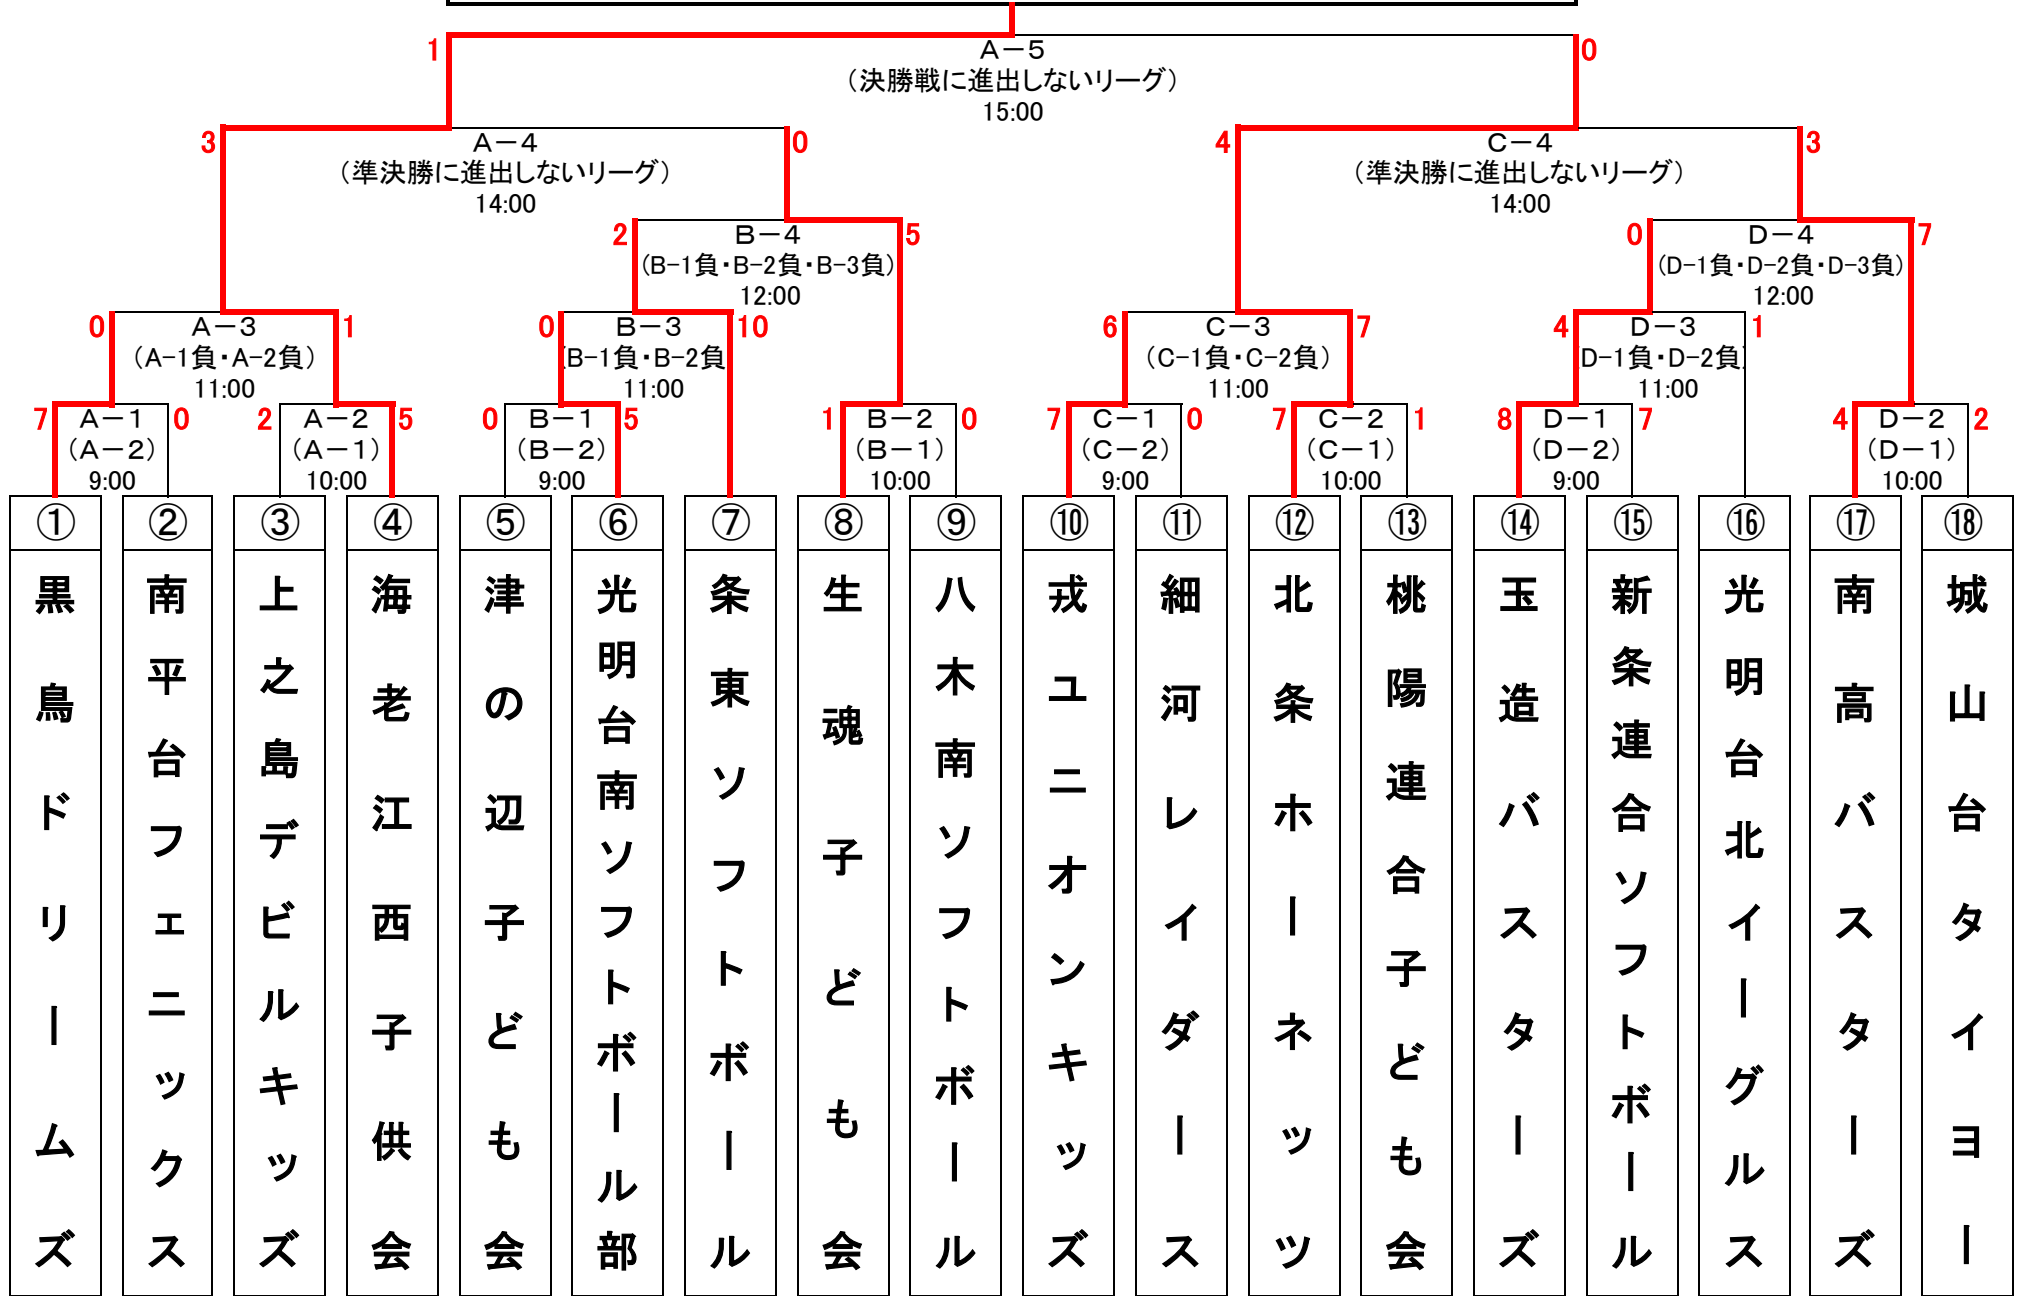 1 A－5 0
（決勝戦に進出しないリーグ）
15:00
3 A－4 0
（準決勝に進出しないリーグ）
14:00
4 C－4 3
（準決勝に進出しないリーグ）
14:00
2 B－4 5
（B-1負・B-2負・B-3負）
12:00
0 D－4 7
（D-1負・D-2負・D-3負）
12:00
0 A－3 1
（A-1負・A-2負）
11:00
0 B－3 10
（B-1負・B-2負
11:00
6 C－3 7
（C-1負・C-2負）
11:00
4 D－3 1
D-1負・D-2負）
11:00
7 A－1 0
（A－2）
9:00
2 A－2 5
（A－1）
10:00
0 B－1 5
（B－2）
9:00
1 B－2 0
（B－1）
10:00
7 C－1 0
（C－2）
9:00
7 C－2 1
（C－1）
10:00
8 D－1 7
（D－2）
9:00
4 D－2 2
（D－1）
10:00
①
黒鳥ドリームズ
②
南平台フェニックス
③
上之島デビルキッズ
④
海老江西子供会
⑤
津の辺子ども会
⑥
光明台南ソフトボール部
⑦
条東ソフトボール
⑧
生魂子ども会
⑨
八木南ソフトボール
⑩
戎ユニオンキッズ
⑪
細河レイダース
⑫
北条ホーネッツ
⑬
桃陽連合子ども会
⑭
玉造バスターズ
⑮
新条連合ソフトボール
⑯
光明台北イーグルス
⑰
南高バスターズ
⑱
城山台タイヨー